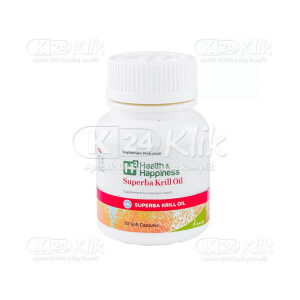 Suplemen Makanan
H&H Health &
Happiness
Superba Krill Oil
SUPERBA KRILL OIL
30 Soft Capsules
K24Klik